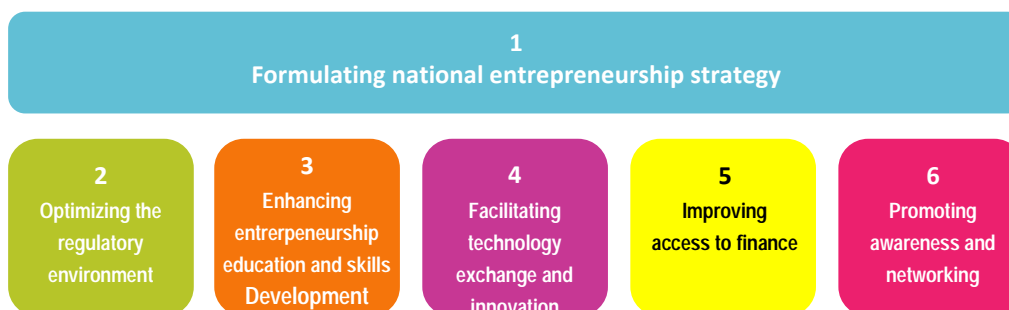 1
Formulating national entrepreneurship strategy
2
Optimizing the
regulatory
environment
3
Enhancing
entrerpeneurship
education and skills
Development
4
Facilitating
technology
exchange and
innovation
5
Improving
access to finance
6
Promoting
awareness and
networking